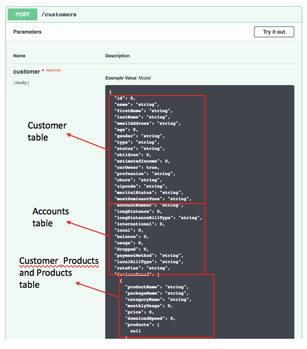 POST /customers
Parameters
Try it out
Name
Description
customer * required
(body)
Example Value Model
{
"id": 0,
"name": "string",
"firstName": "string",
"lastName": "string",
"emailAddress": "string",
"age": 0,
"gender": "string",
"type": "string",
"status": "string",
"children": 0,
"estimatedIncome": 0,
"carOwner": true,
"profession": "string",
"churn": "string",
"zipcode": "string",
"maritalStatus": "string",
"mostDominantTone": "string",
"accountNumber": "string",
"longDistance": 0,
"longDistanceBillType": "string",
"international": 0,
"local": 0,
"balance": 0,
"usage": 0,
"dropped": 0,
"paymentMethod": "string",
"localBillType": "string",
"ratePlan": "string",
{
"productName": "string",
"packageName": "string",
"categoryName": "string",
"monthlyUsage": 0,
"price": 0,
"downloadSpeed": 0,
"products": [
null
Customer
table
Accounts
table
Customer_Products
and Products
table